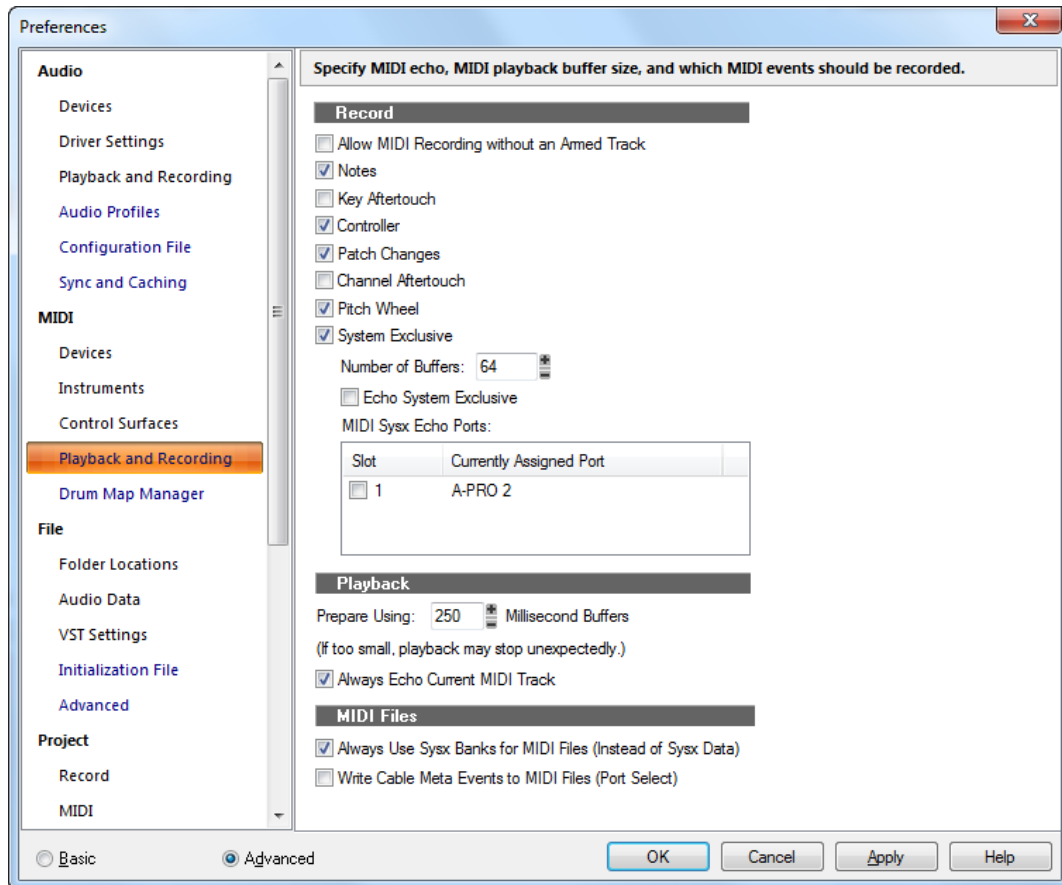 Preferences
Audio
Devices
Driver Settings
Playback and Recording
Audio Profiles
Configuration File
Sync and Caching
MIDI
Devices
Instruments
Control Surfaces
Playback and Recording
Drum Map Manager
File
Folder Locations
Audio Data
VST Settings
Initialization File
Advanced
Project
Record
MIDI
Specify MIDI echo, MIDI playback buffer size, and which MIDI events should be recorded.
Record
Allow MIDI Recording without an Armed Track
Notes
Key Aftertouch
Controller
Patch Changes
Channel Aftertouch
Pitch Wheel
System Exclusive
Number of Buffers: 64
Echo System Exclusive
MIDI Sysx Echo Ports:
Slot Currently Assigned Port
1 A-PRO 2
Playback
Prepare Using: 250 Millisecond Buffers
(If too small, playback may stop unexpectedly.)
Always Echo Current MIDI Track
MIDI Files
Always Use Sysx Banks for MIDI Files (Instead of Sysx Data)
Write Cable Meta Events to MIDI Files (Port Select)
Basic Advanced OK Cancel Apply Help